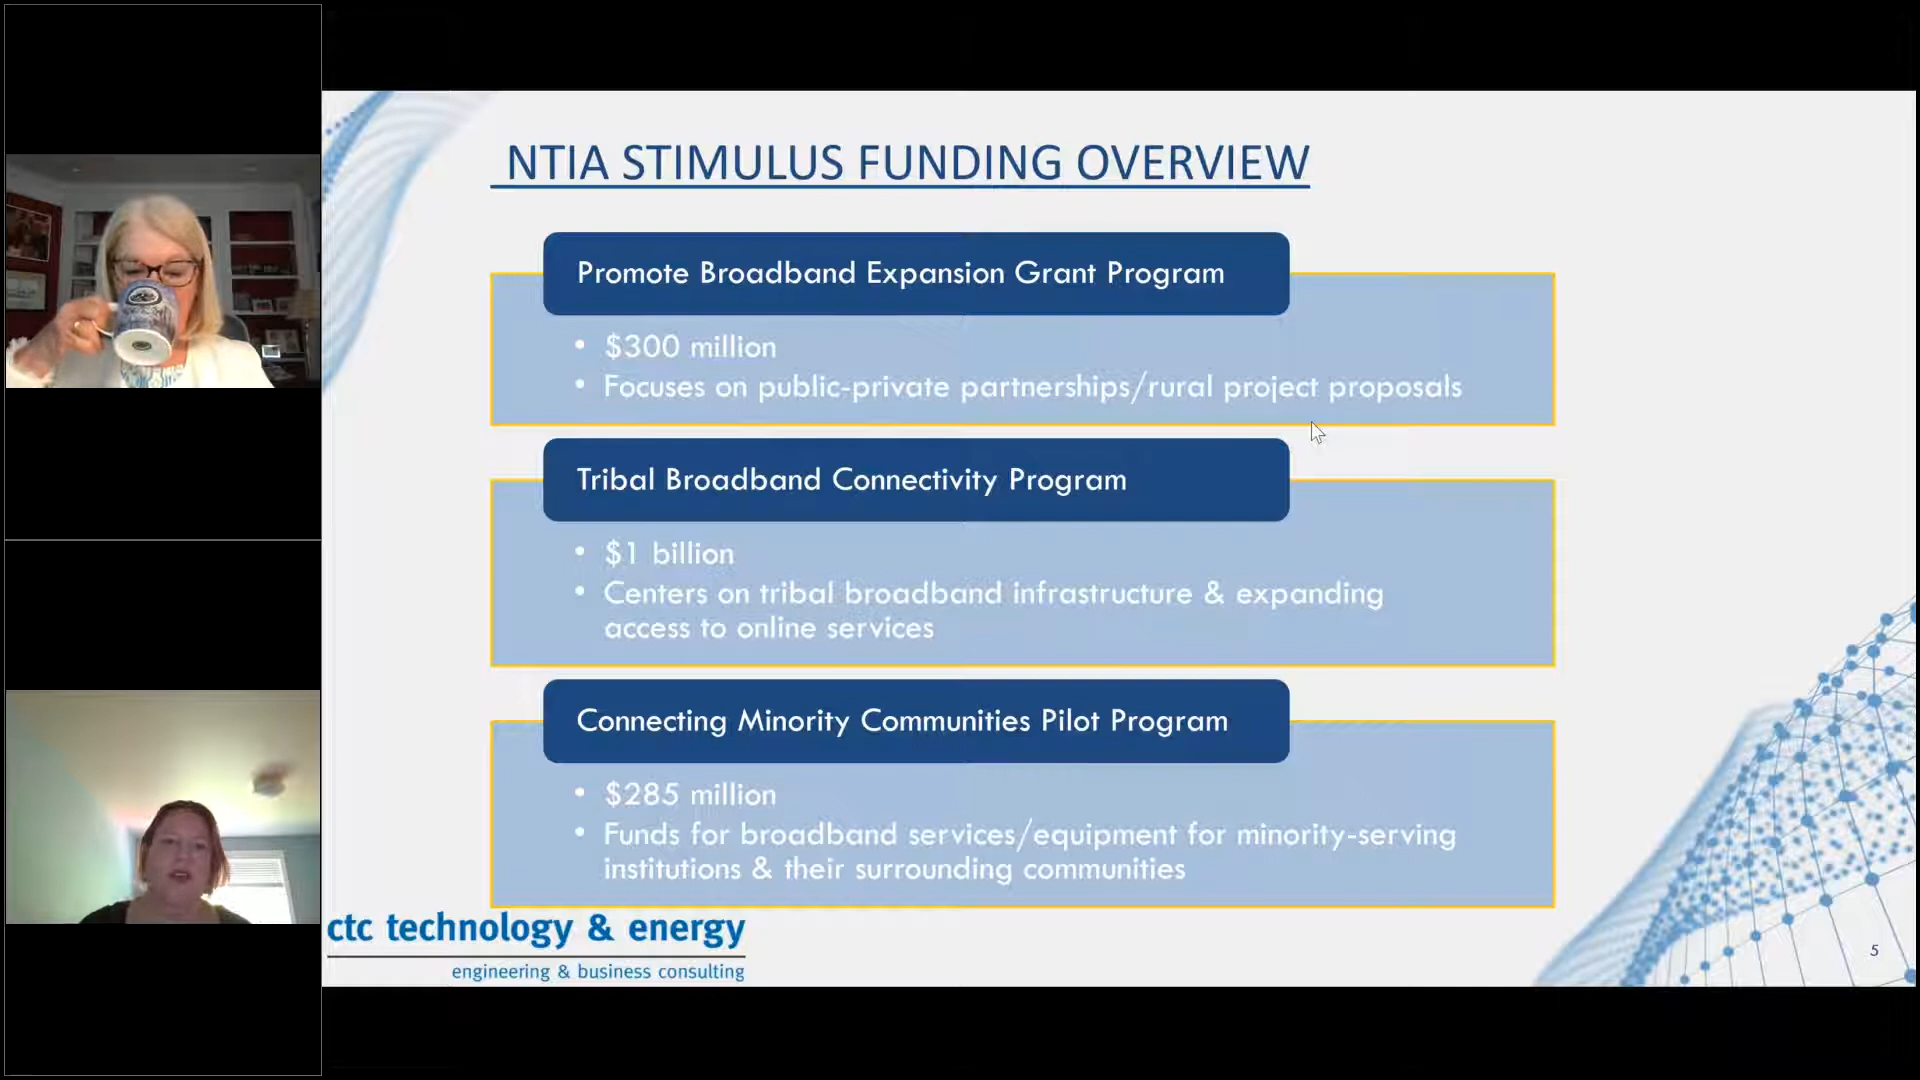 NTIA STIMULUS FUNDING OVERVIEW
Promote Broadband Expansion Grant Program
• $300 million
• Focuses on public-private partnerships/rural project proposals
Tribal Broadband Connectivity Program
• $1 billion
• Centers on tribal broadband infrastructure & expanding
access to online services
Connecting Minority Communities Pilot Program
• $285 million
• Funds for broadband services/equipment for minority-serving
institutions & their surrounding communities
ctc technology & energy
engineering & business consulting
5